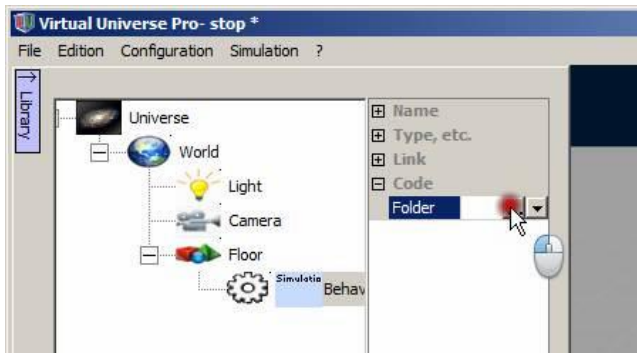 Virtual Universe Pro- stop *
File Edition Configuration Simulation ?
Library
Universe
World
Light
Camera
Floor
Simulatio
Behav
Name
Type, etc.
Link
Code
Folder